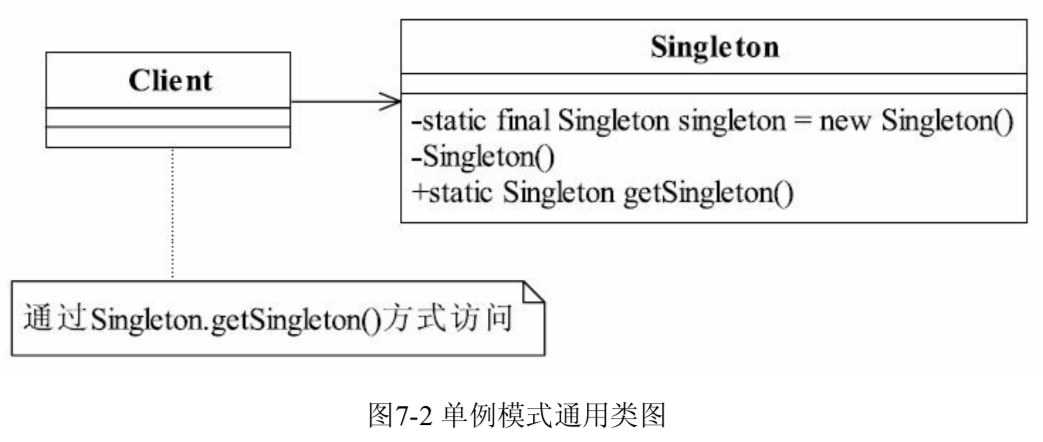 Client
Singleton
-static final Singleton singleton = new Singleton()
-Singleton()
+static Singleton getSingleton()
通过Singleton.getSingleton()方式访问
图7-2 单例模式通用类图